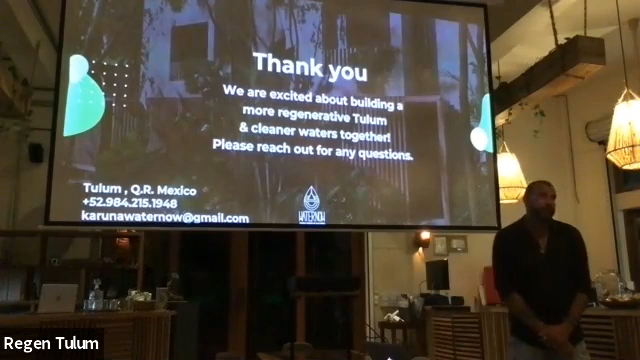 Thank you
We are excited about building a
more regenerative Tulum
& cleaner waters together!
Please reach out for any questions.
Tulum , Q.R. Mexico
+52.984.215.1948
karunawaternow@gmail.com
WATERNOW
Regen Tulum